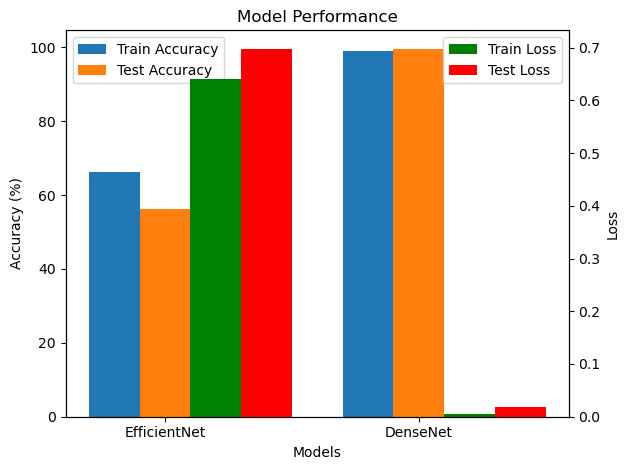 Model Performance
Train Accuracy
Test Accuracy
Train Loss
Test Loss
100
80
60
40
20
0
Accuracy (%)
0.7
0.6
0.5
0.4
0.3
0.2
0.1
0.0
Loss
EfficientNet
DenseNet
Models